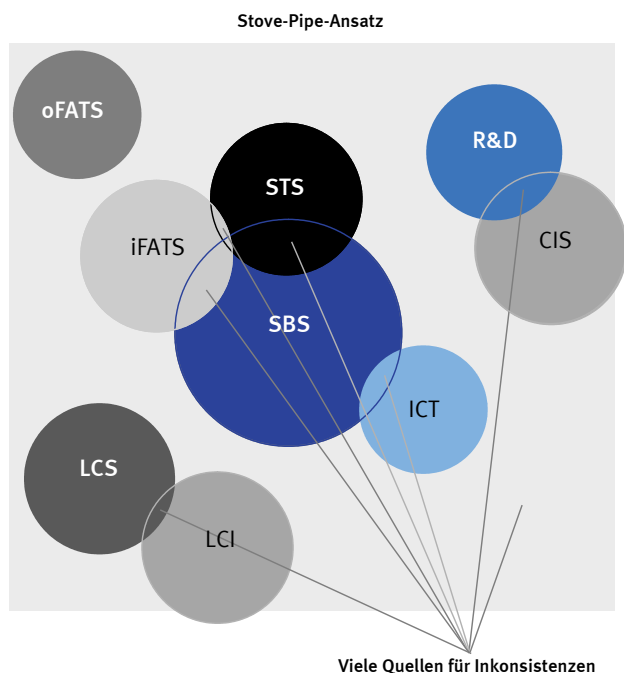 Stove-Pipe-Ansatz
oFATS
R&D
STS
CIS
iFATS
SBS
ICT
LCS
LCI
Viele Quellen für Inkonsistenzen